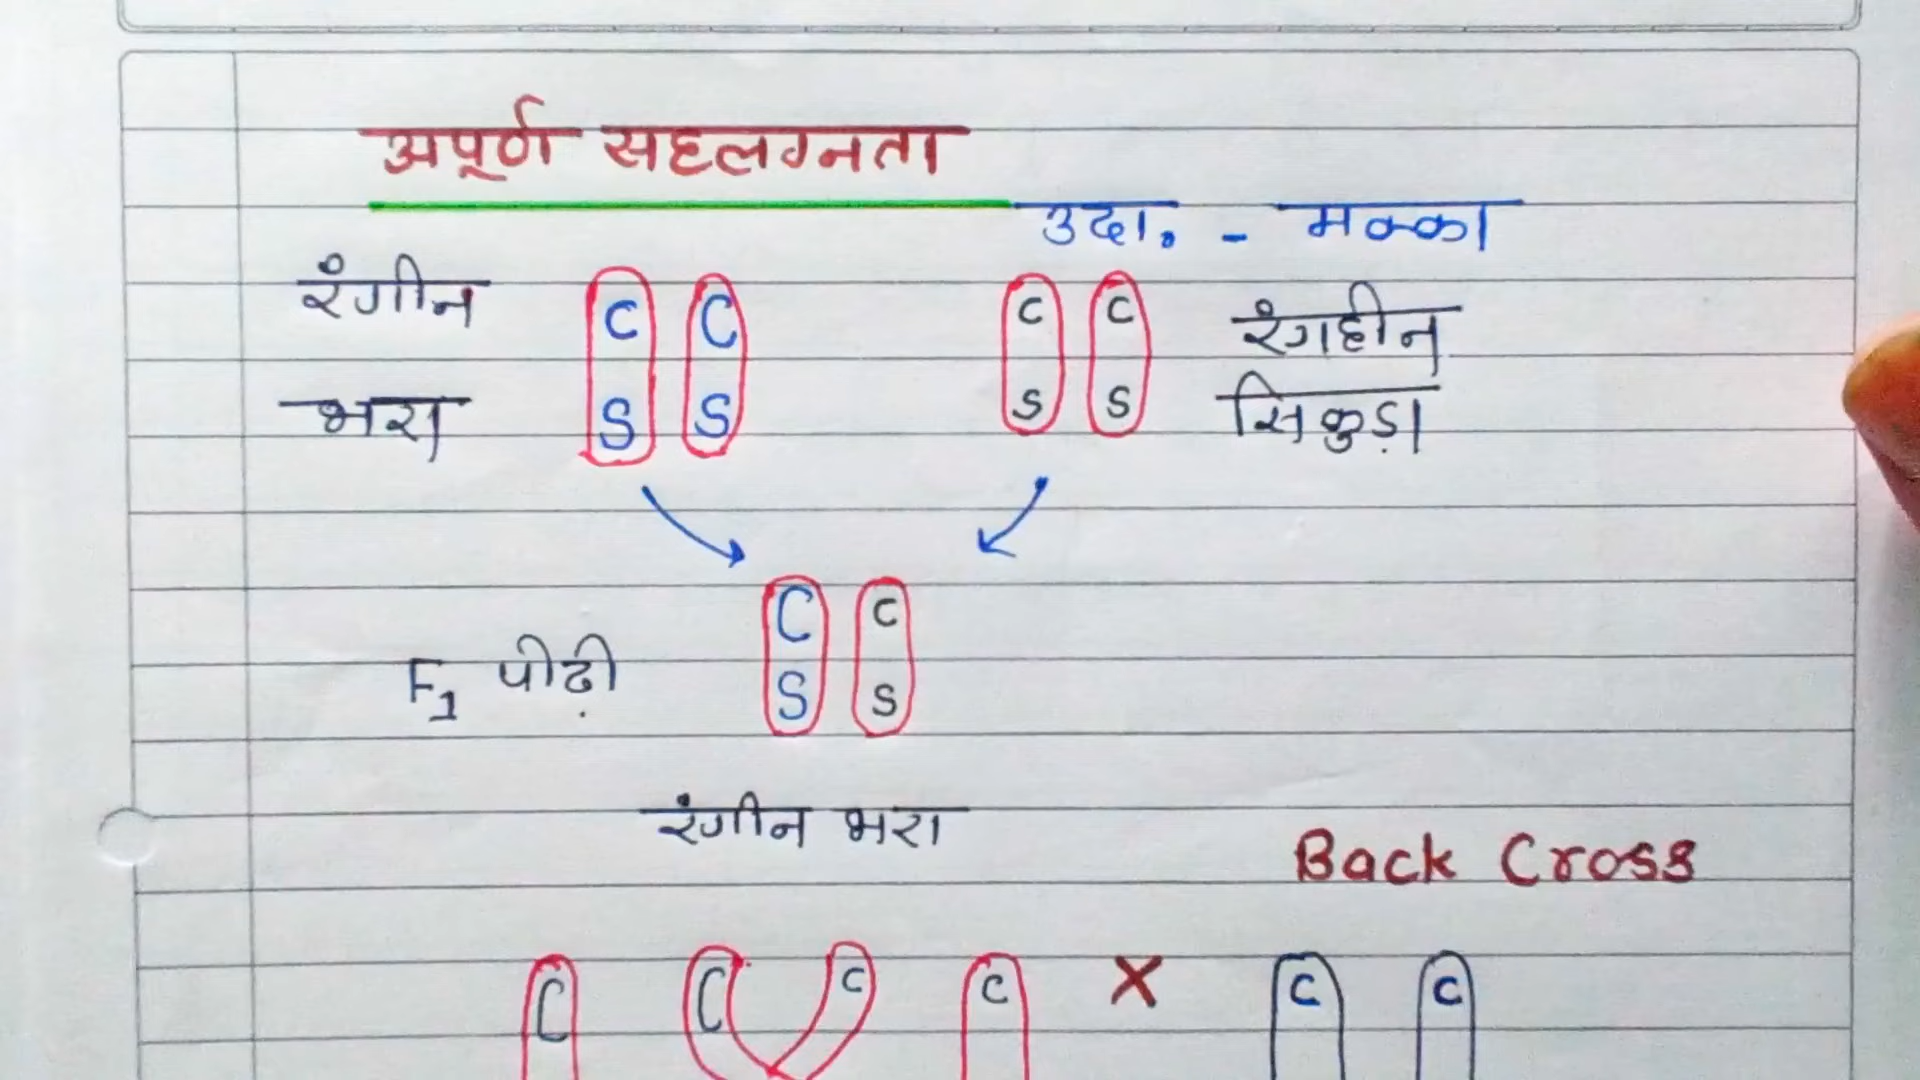 अपूर्ण सहलग्नता
उदा. - मक्का
रंगीन C C c c रंगहीन
भरा S S s s सिकुड़ा
C c
F1 पीढ़ी S s
रंगीन भरा
Back Cross
C C c c X c c